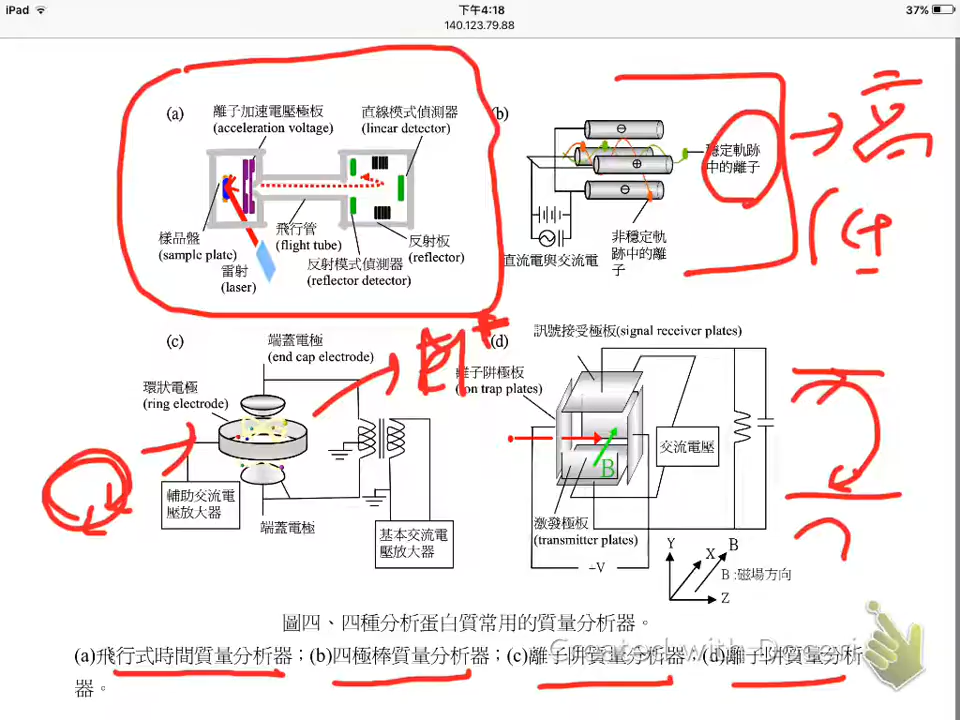 iPad
下午4:18
37%
140.123.79.88
(a)
離子加速電壓極板
(acceleration voltage)
直線模式偵測器
(linear detector)
樣品盤
(sample plate)
雷射
(laser)
飛行管
(flight tube)
反射模式偵測器
(reflector detector)
反射板
(reflector)
(b)
穩定軌跡
中的離子
非穩定軌
跡中的離
子
直流電與交流電
(c)
端蓋電極
(end cap electrode)
環狀電極
(ring electrode)
輔助交流電
壓放大器
端蓋電極
基本交流電
壓放大器
(d)
訊號接受極板(signal receiver plates)
離子阱極板
(ion trap plates)
B
交流電壓
激發極板
(transmitter plates)
+V
Y
X
B
Z
B :磁場方向
圖四、四種分析蛋白質常用的質量分析器。
(a)飛行式時間質量分析器；(b)四極棒質量分析器；(c)離子阱質量分析器；(d)離子阱質量分析
器。
高